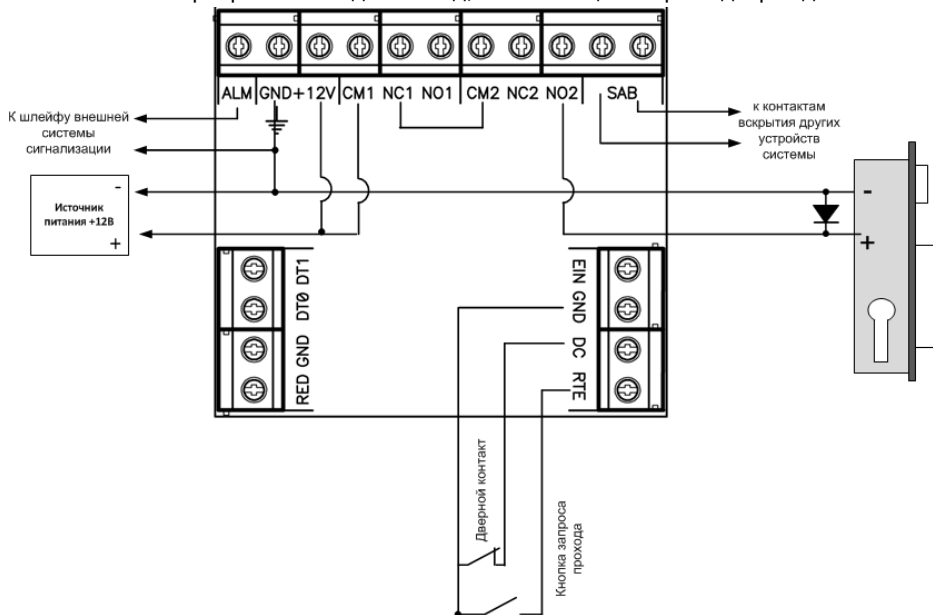 ALM GND +12V CM1 NC1 NO1 CM2 NC2 NO2 SAB
К шлейфу внешней
системы
сигнализации
к контактам
вскрытия других
устройств
системы
-
Источник
питания +12В
+
-
+
DT0 DT1
RED GND
EIN GND
DC
RTE
Дверной контакт
Кнопка запроса
прохода